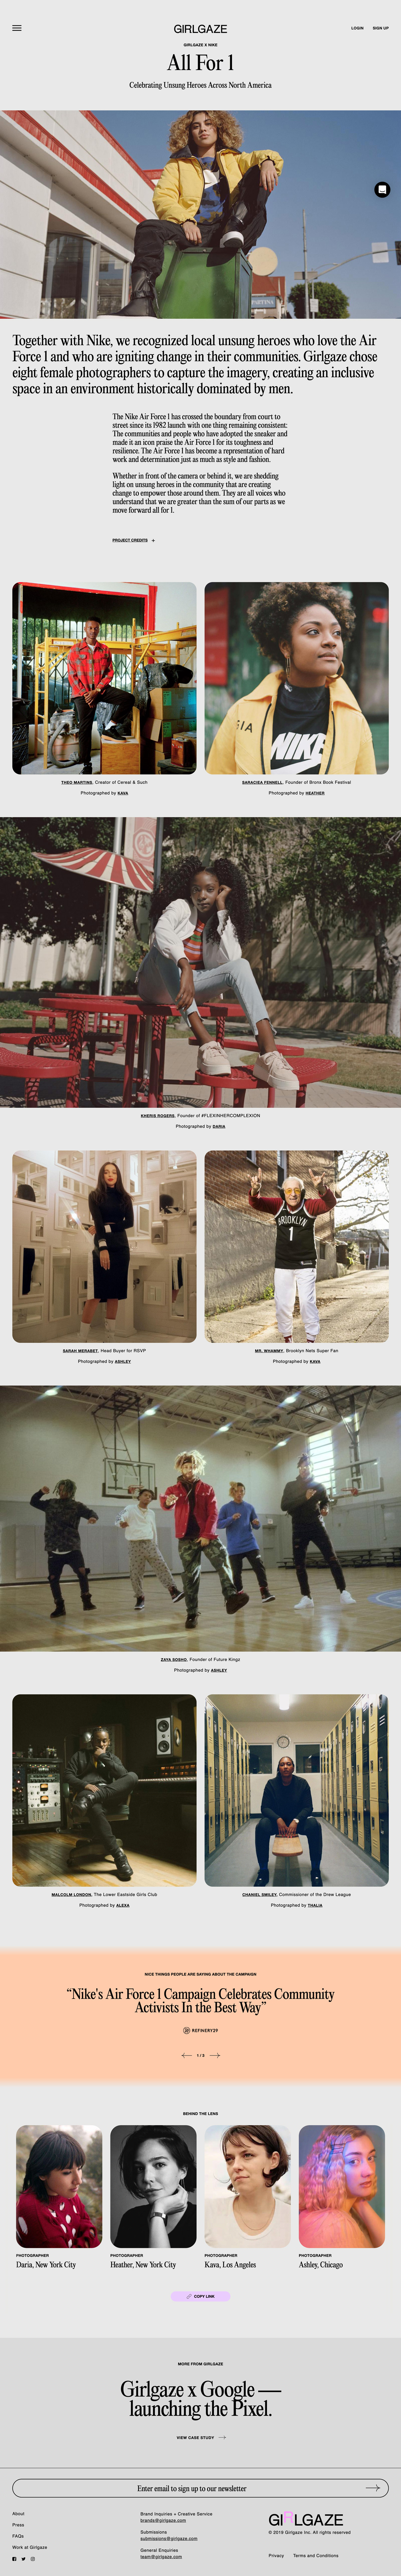 GIRLGAZE
LOGIN SIGN UP
GIRLGAZE X NIKE
All For 1
Celebrating Unsung Heroes Across North America
Together with Nike, we recognized local unsung heroes who love the Air
Force 1 and who are igniting change in their communities. Girlgaze chose
eight female photographers to capture the imagery, creating an inclusive
space in an environment historically dominated by men.
The Nike Air Force 1 has crossed the boundary from court to
street since its 1982 launch with one thing remaining consistent:
The communities and people who have adopted the sneaker and
made it an icon praise the Air Force 1 for its toughness and
resilience. The Air Force 1 has become a representation of hard
work and determination just as much as style and fashion.
Whether in front of the camera or behind it, we are shedding
light on unsung heroes in the community that are creating
change to empower those around them. They are all voices who
understand that we are greater than the sum of our parts as we
move forward all for 1.
PROJECT CREDITS +
NIKE
THEO MARTINS, Creator of Cereal & Such
Photographed by KAVA
SARACIEA FENNELL, Founder of Bronx Book Festival
Photographed by HEATHER
KHERIS ROGERS, Founder of #FLEXINHERCOMPLEXION
Photographed by DARIA
BROOKLYN
1
SARAH MERABET, Head Buyer for RSVP
Photographed by ASHLEY
MR. WHAMMY, Brooklyn Nets Super Fan
Photographed by KAVA
ZAYA SOSHO, Founder of Future Kingz
Photographed by ASHLEY
MALCOLM LONDON, The Lower Eastside Girls Club
Photographed by ALEXA
CHANIEL SMILEY, Commissioner of the Drew League
Photographed by THALIA
NICE THINGS PEOPLE ARE SAYING ABOUT THE CAMPAIGN
“Nike's Air Force 1 Campaign Celebrates Community
Activists In the Best Way”
REFINERY29
1 / 3
BEHIND THE LENS
PHOTOGRAPHER
Daria, New York City
PHOTOGRAPHER
Heather, New York City
PHOTOGRAPHER
Kava, Los Angeles
PHOTOGRAPHER
Ashley, Chicago
COPY LINK
MORE FROM GIRLGAZE
Girlgaze x Google —
launching the Pixel.
VIEW CASE STUDY
Enter email to sign up to our newsletter
About
Press
FAQs
Work at Girlgaze
Brand Inquiries + Creative Service
brands@girlgaze.com
Submissions
submissions@girlgaze.com
General Enquiries
team@girlgaze.com
GIRLGAZE
© 2019 Girlgaze Inc. All rights reserved
Privacy Terms and Conditions